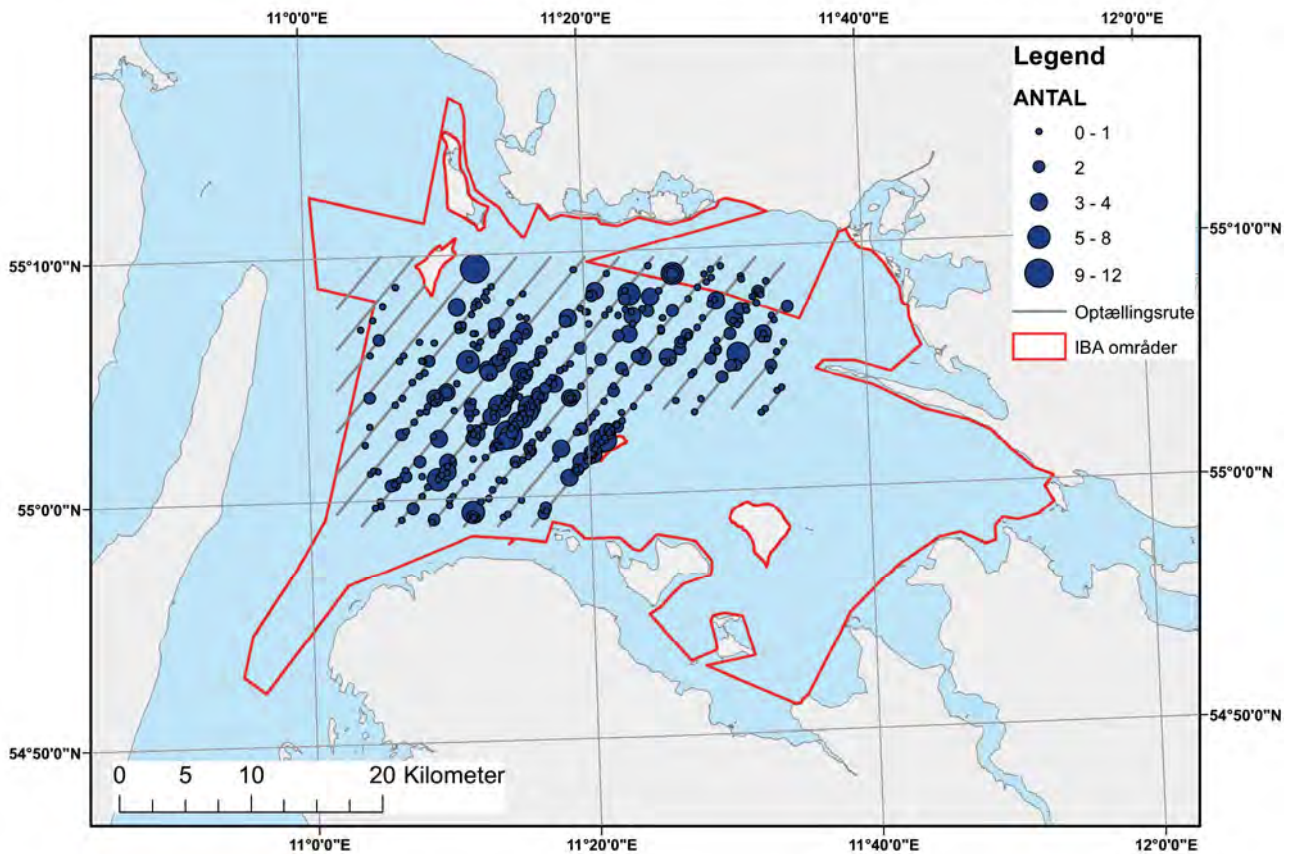 11°0'0"E 11°20'0"E 11°40'0"E 12°0'0"E
Legend
ANTAL
0 - 1
2
3 - 4
5 - 8
9 - 12
Optællingsrute
IBA områder
55°10'0"N 55°10'0"N
55°0'0"N 55°0'0"N
54°50'0"N 54°50'0"N
0 5 10 20 Kilometer
11°0'0"E 11°20'0"E 11°40'0"E 12°0'0"E